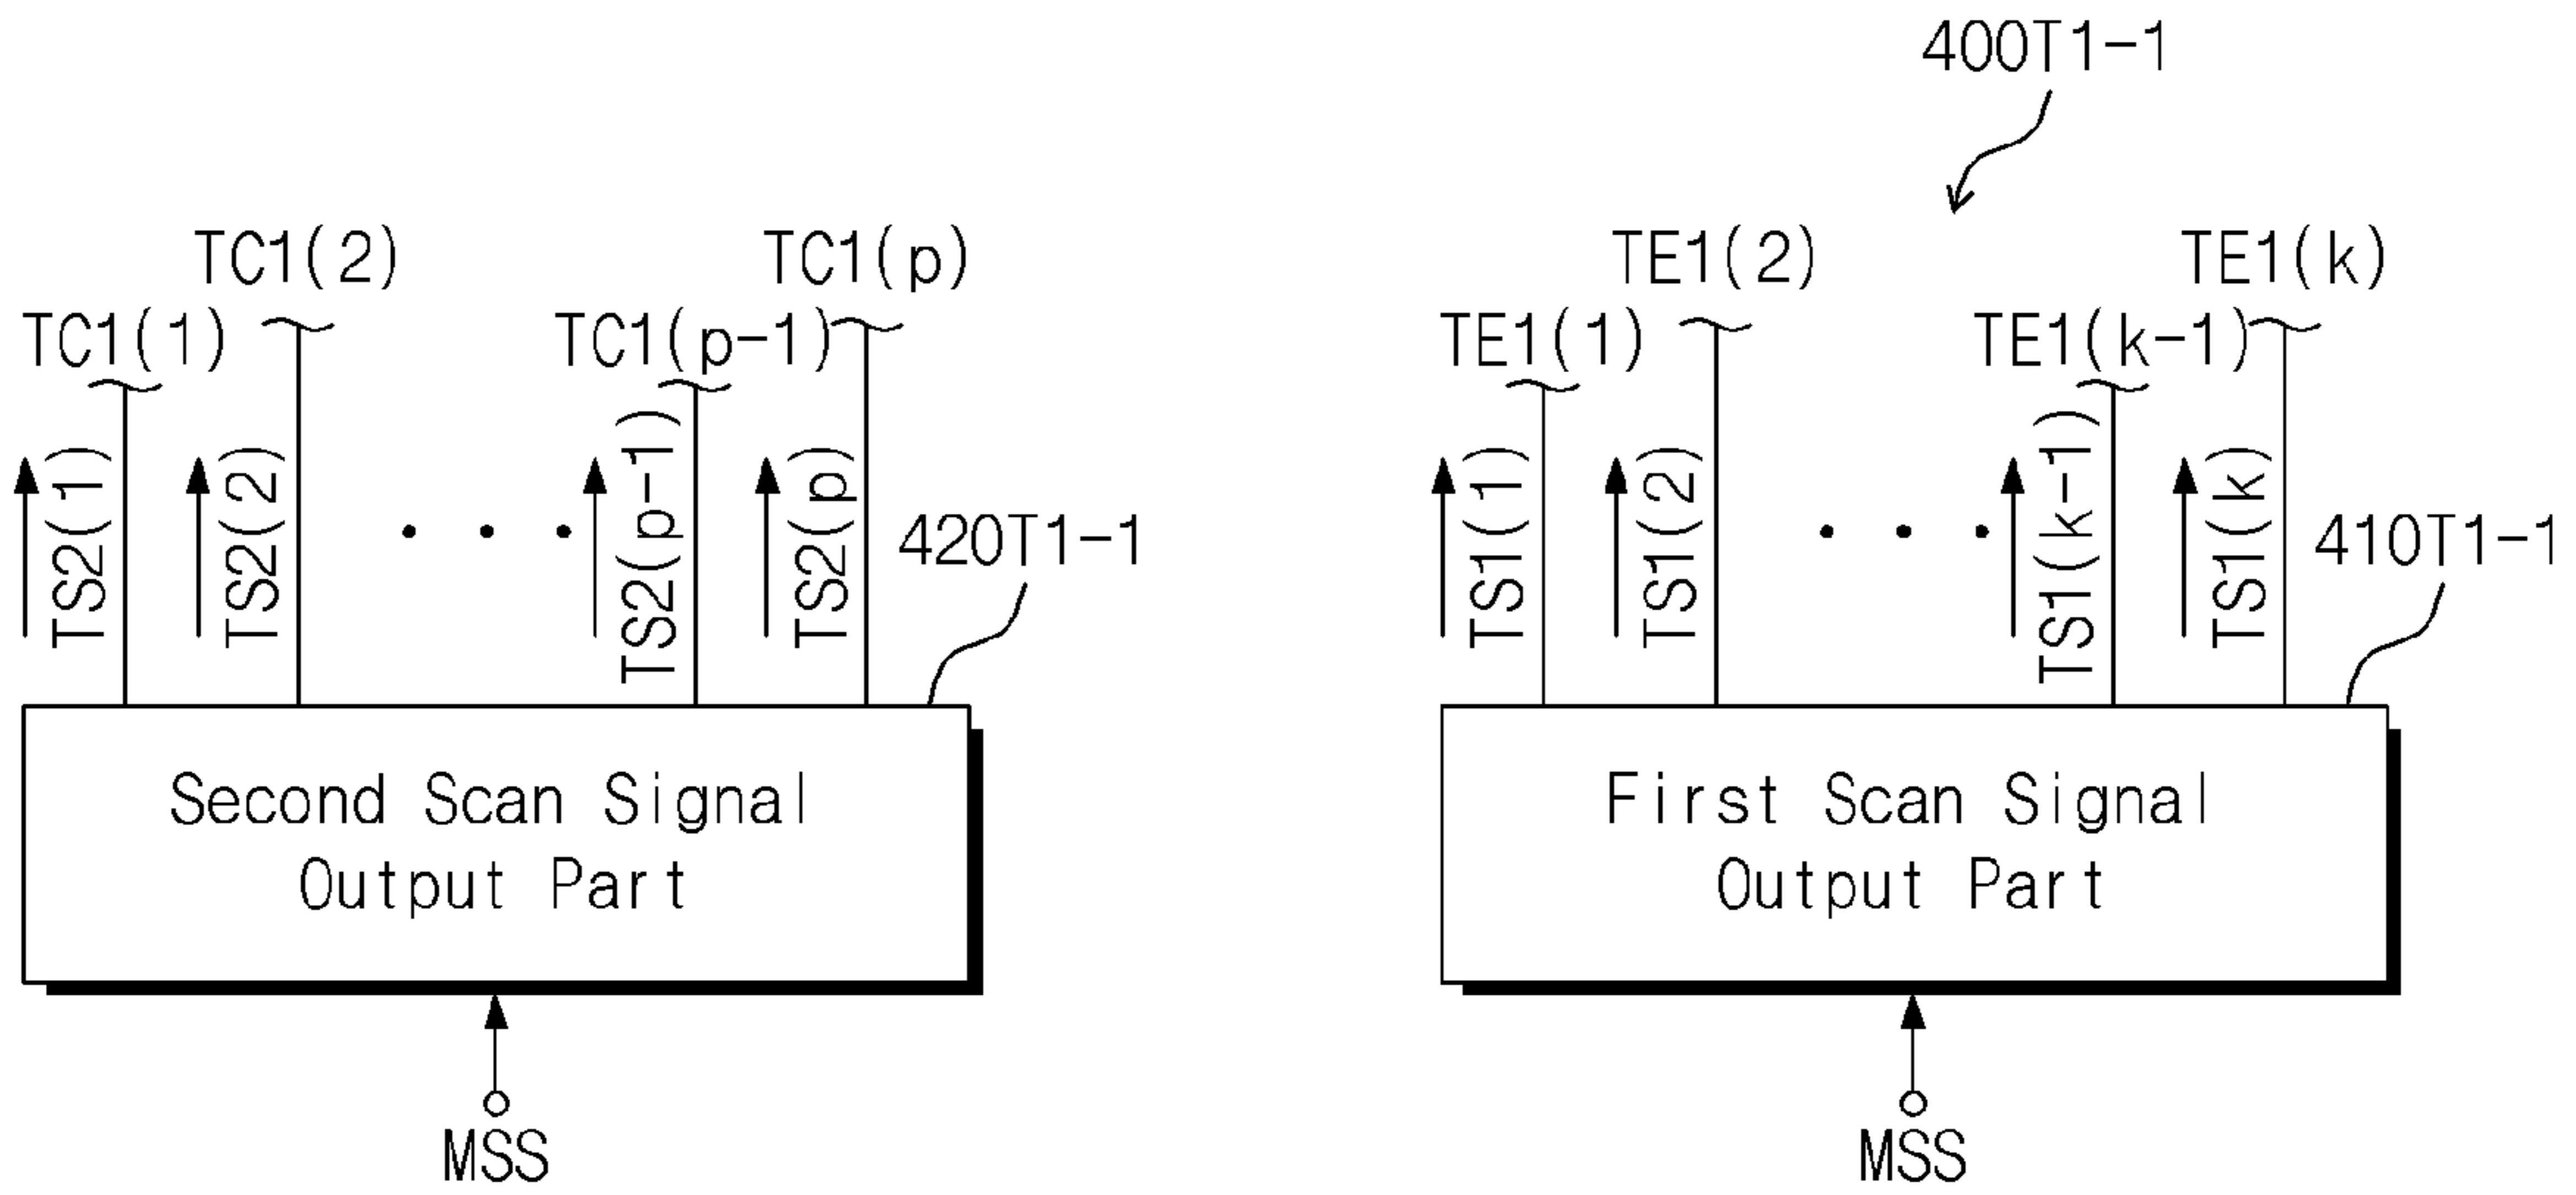 400T1-1
TC1(2)
TC1(p)
TE1(2)
TE1(k)
TC1(1)
TC1(p-1)
TE1(1)
TE1(k-1)
TS2(1)
TS2(2)
TS2(p-1)
TS2(p)
420T1-1
TS1(1)
TS1(2)
TS1(k-1)
TS1(k)
410T1-1
Second Scan Signal
Output Part
First Scan Signal
Output Part
MSS
MSS